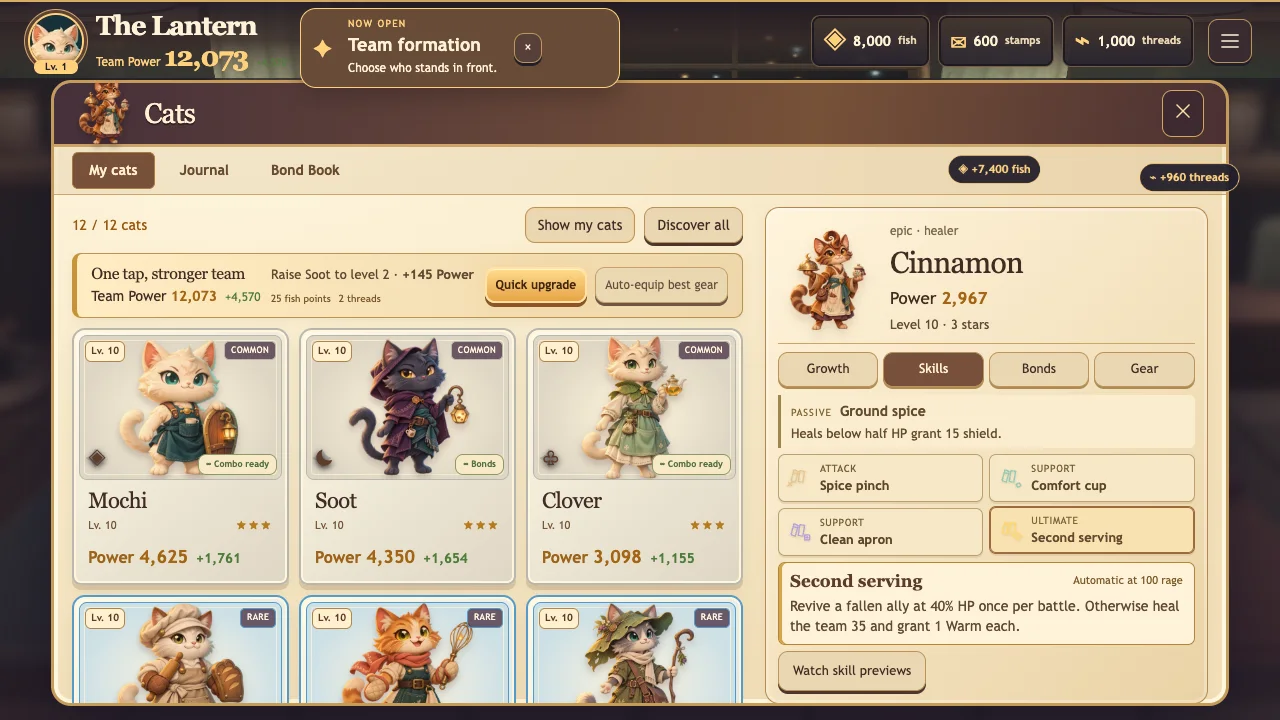 The Lantern
Team Power 12,073
Lv. 1
NOW OPEN
Team formation
Choose who stands in front.
×
8,000 fish
600 stamps
1,000 threads
Cats
My cats
Journal
Bond Book
+7,400 fish
+960 threads
12 / 12 cats
Show my cats
Discover all
One tap, stronger team
Team Power 12,073 +4,570
Raise Soot to level 2 · +145 Power
25 fish points 2 threads
Quick upgrade
Auto-equip best gear
Lv. 10
COMMON
Combo ready
Mochi
Lv. 10
Power 4,625 +1,761
Lv. 10
COMMON
Bonds
Soot
Lv. 10
Power 4,350 +1,654
Lv. 10
COMMON
Combo ready
Clover
Lv. 10
Power 3,098 +1,155
Lv. 10
RARE
Lv. 10
RARE
Lv. 10
RARE
epic · healer
Cinnamon
Power 2,967
Level 10 · 3 stars
Growth
Skills
Bonds
Gear
PASSIVE Ground spice
Heals below half HP grant 15 shield.
ATTACK
Spice pinch
SUPPORT
Comfort cup
SUPPORT
Clean apron
ULTIMATE
Second serving
Second serving
Automatic at 100 rage
Revive a fallen ally at 40% HP once per battle. Otherwise heal
the team 35 and grant 1 Warm each.
Watch skill previews